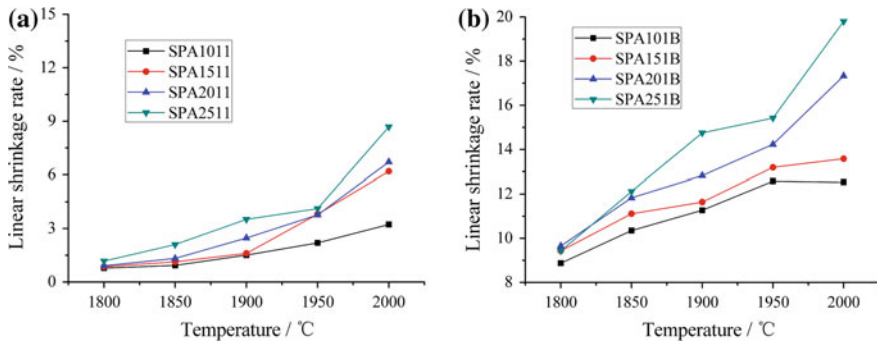 (a)
15
12
9
6
3
0
Linear shrinkage rate / %
SPA1011
SPA1511
SPA2011
SPA2511
1800 1850 1900 1950 2000
Temperature / ℃
(b)
20
18
16
14
12
10
8
Linear shrinkage rate / %
SPA101B
SPA151B
SPA201B
SPA251B
1800 1850 1900 1950 2000
Temperature / ℃